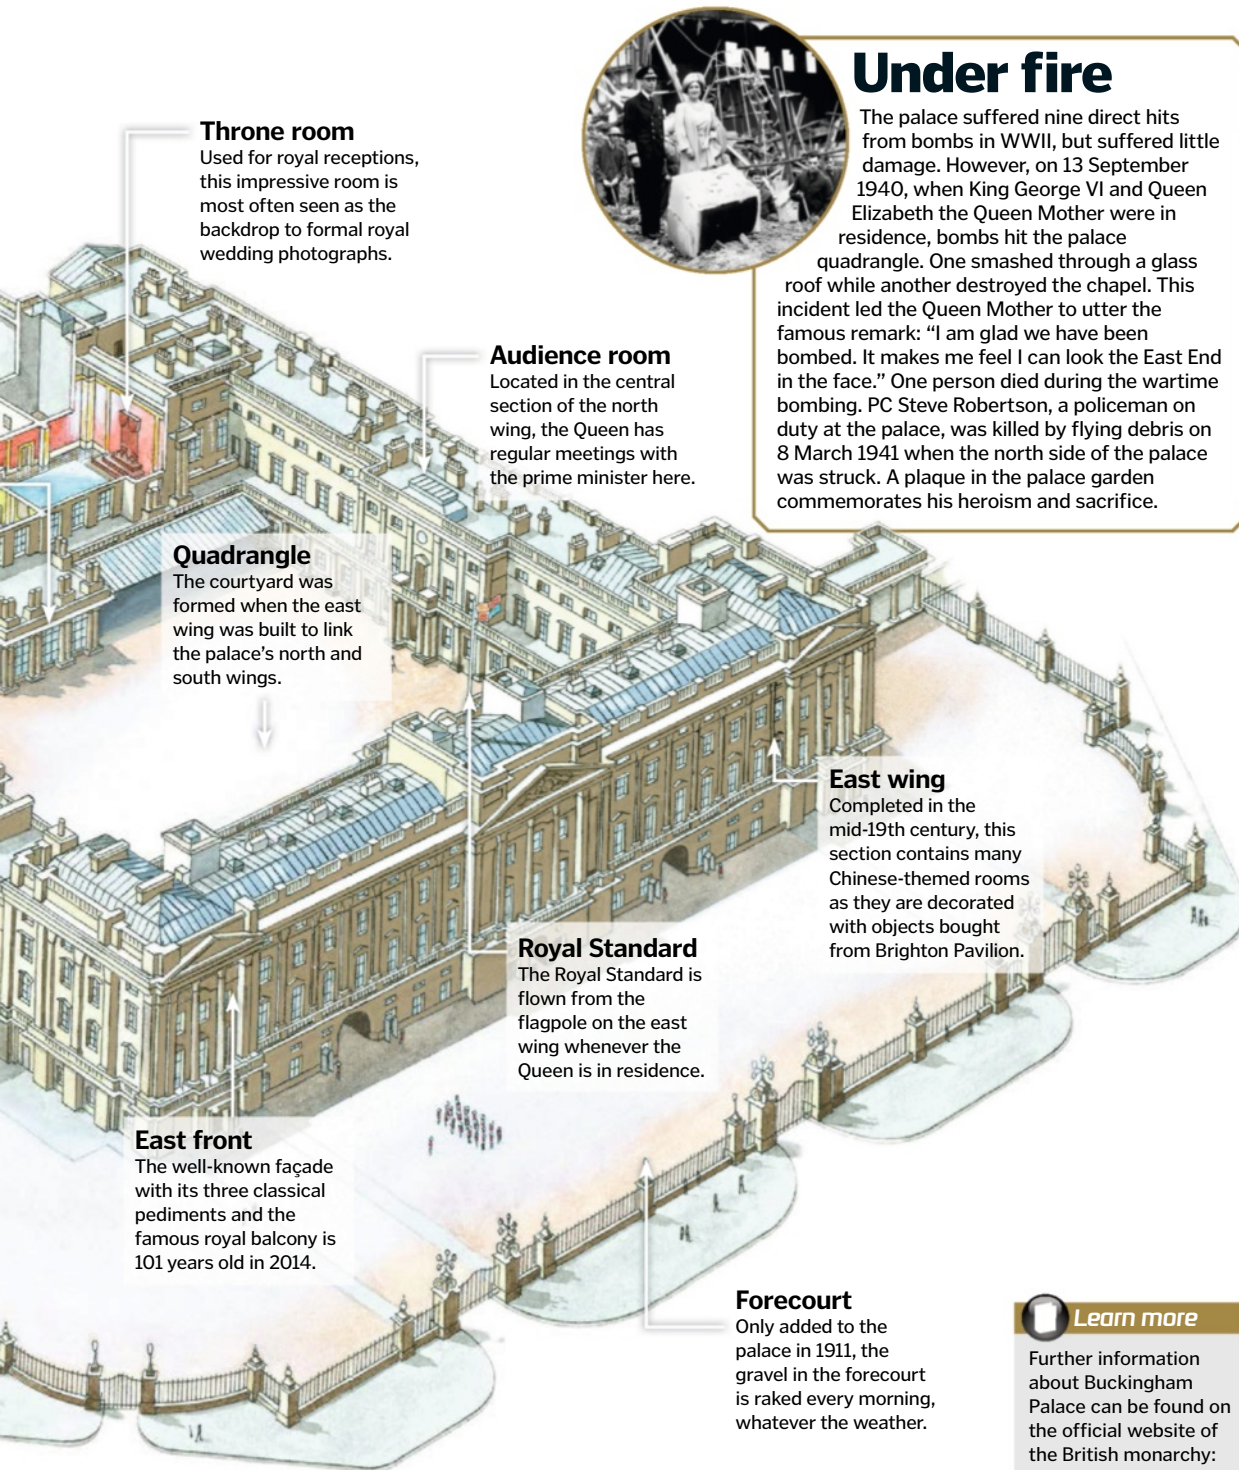 Under fire
The palace suffered nine direct hits
from bombs in WWII, but suffered little
damage. However, on 13 September
1940, when King George VI and Queen
Elizabeth the Queen Mother were in
residence, bombs hit the palace
quadrangle. One smashed through a glass
roof while another destroyed the chapel. This
incident led the Queen Mother to utter the
famous remark: “I am glad we have been
bombed. It makes me feel I can look the East End
in the face.” One person died during the wartime
bombing. PC Steve Robertson, a policeman on
duty at the palace, was killed by flying debris on
8 March 1941 when the north side of the palace
was struck. A plaque in the palace garden
commemorates his heroism and sacrifice.
Throne room
Used for royal receptions,
this impressive room is
most often seen as the
backdrop to formal royal
wedding photographs.
Audience room
Located in the central
section of the north
wing, the Queen has
regular meetings with
the prime minister here.
Quadrangle
The courtyard was
formed when the east
wing was built to link
the palace’s north and
south wings.
East wing
Completed in the
mid-19th century, this
section contains many
Chinese-themed rooms
as they are decorated
with objects bought
from Brighton Pavilion.
Royal Standard
The Royal Standard is
flown from the
flagpole on the east
wing whenever the
Queen is in residence.
East front
The well-known façade
with its three classical
pediments and the
famous royal balcony is
101 years old in 2014.
Forecourt
Only added to the
palace in 1911, the
gravel in the forecourt
is raked every morning,
whatever the weather.
Learn more
Further information
about Buckingham
Palace can be found on
the official website of
the British monarchy: